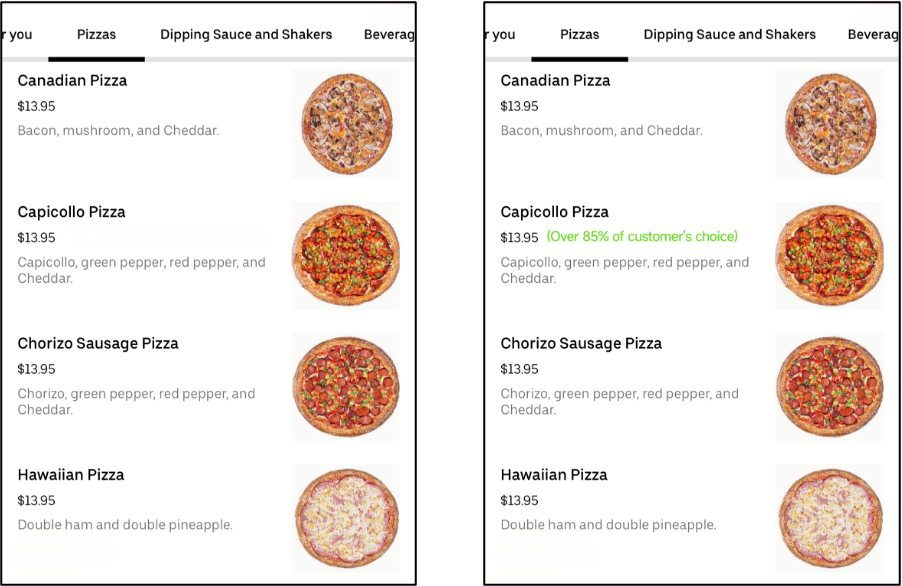 r you Pizzas Dipping Sauce and Shakers Beverag
Canadian Pizza
$13.95
Bacon, mushroom, and Cheddar.
Capicollo Pizza
$13.95
Capicollo, green pepper, red pepper, and
Cheddar.
Chorizo Sausage Pizza
$13.95
Chorizo, green pepper, red pepper, and
Cheddar.
Hawaiian Pizza
$13.95
Double ham and double pineapple.
r you Pizzas Dipping Sauce and Shakers Beverag
Canadian Pizza
$13.95
Bacon, mushroom, and Cheddar.
Capicollo Pizza
$13.95 (Over 85% of customer's choice)
Capicollo, green pepper, red pepper, and
Cheddar.
Chorizo Sausage Pizza
$13.95
Chorizo, green pepper, red pepper, and
Cheddar.
Hawaiian Pizza
$13.95
Double ham and double pineapple.